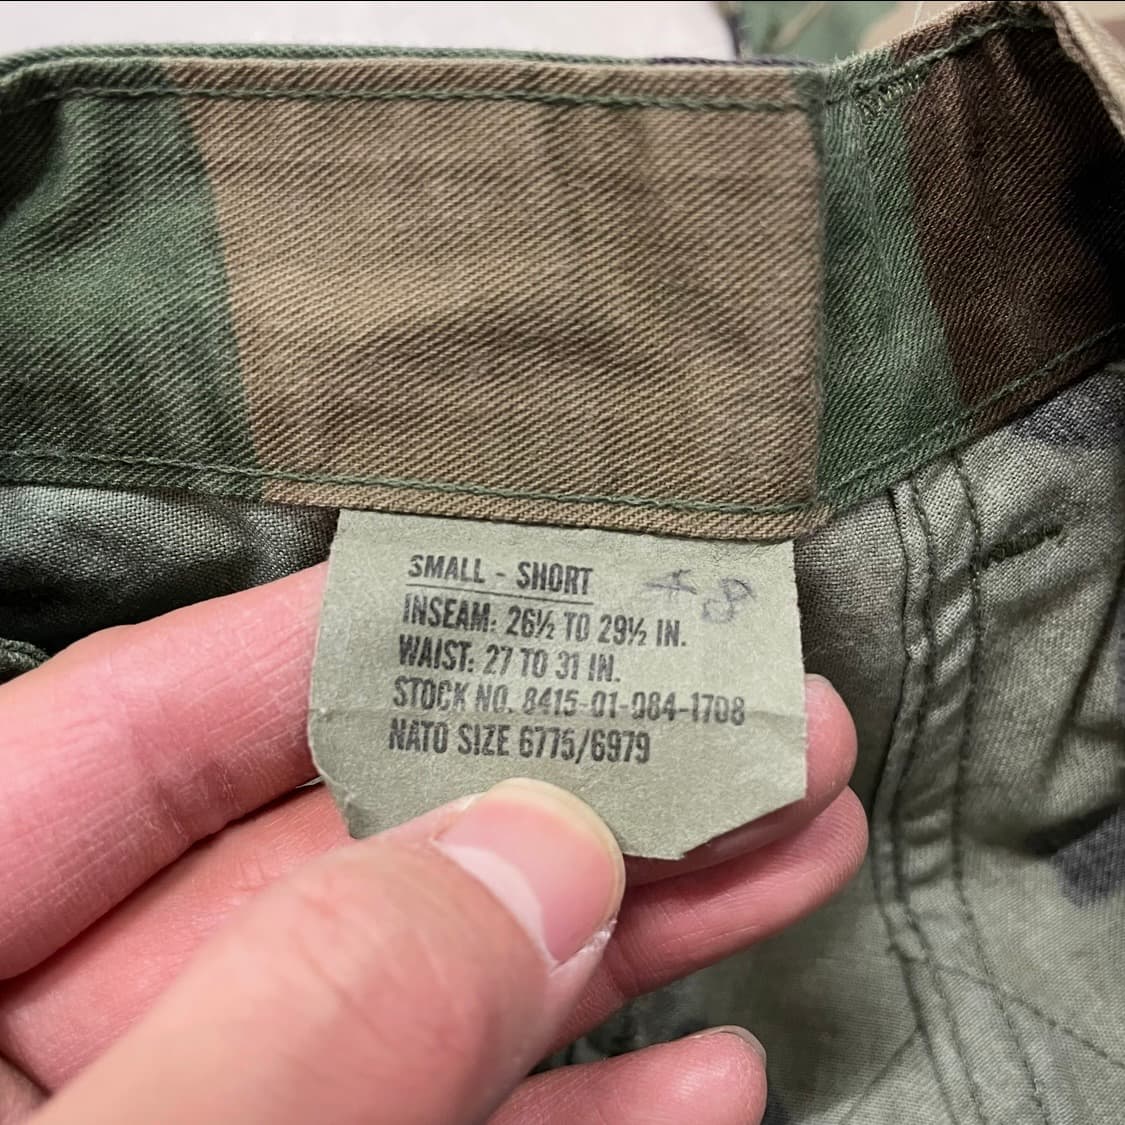 SMALL - SHORT
INSEAM: 26½ TO 29½ IN.
WAIST: 27 TO 31 IN.
STOCK NO. 8415-01-084-1708
NATO SIZE 6775/6979